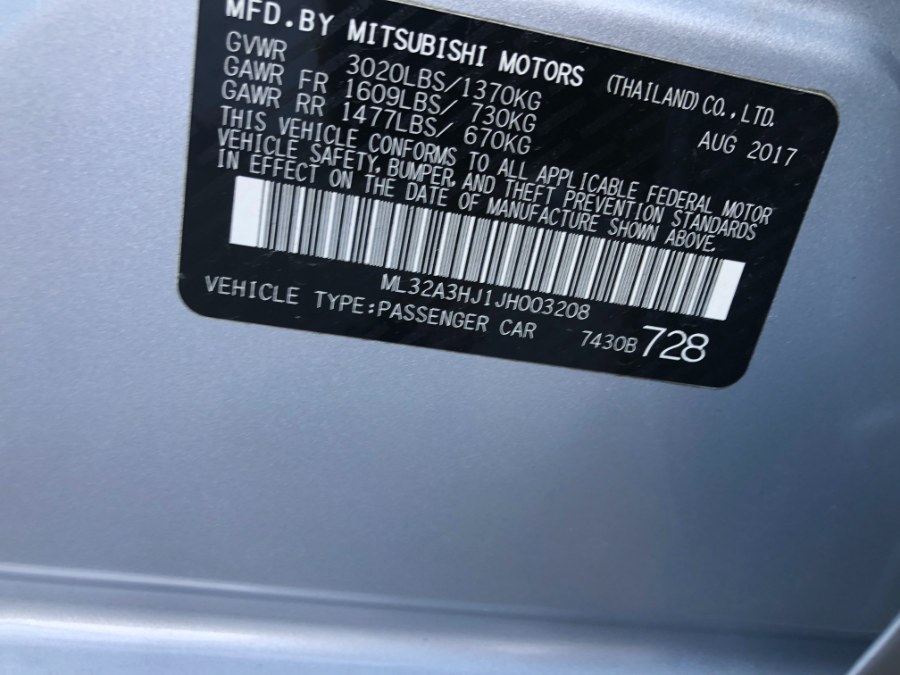 MFD.BY MITSUBISHI MOTORS (THAILAND)CO.,LTD.
GVWR 3020LBS/1370KG AUG 2017
GAWR FR 1609LBS/ 730KG
GAWR RR 1477LBS/ 670KG
THIS VEHICLE CONFORMS TO ALL APPLICABLE FEDERAL MOTOR
VEHICLE SAFETY, BUMPER, AND THEFT PREVENTION STANDARDS
IN EFFECT ON THE DATE OF MANUFACTURE SHOWN ABOVE.
ML32A3HJ1JH003208
VEHICLE TYPE:PASSENGER CAR 7430B 728